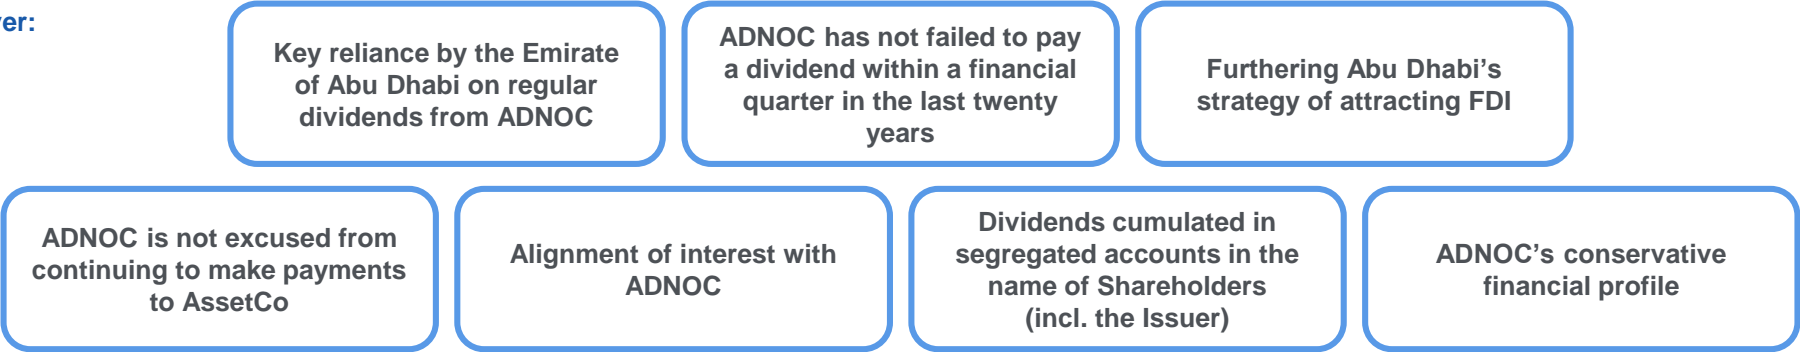 Key reliance by the Emirate
of Abu Dhabi on regular
dividends from ADNOC
ADNOC has not failed to pay
a dividend within a financial
quarter in the last twenty
years
Furthering Abu Dhabi's
strategy of attracting FDI
ADNOC is not excused from
continuing to make payments
to AssetCo
Alignment of interest with
ADNOC
Dividends cumulated in
segregated accounts in the
name of Shareholders
(incl. the Issuer)
ADNOC's conservative
financial profile